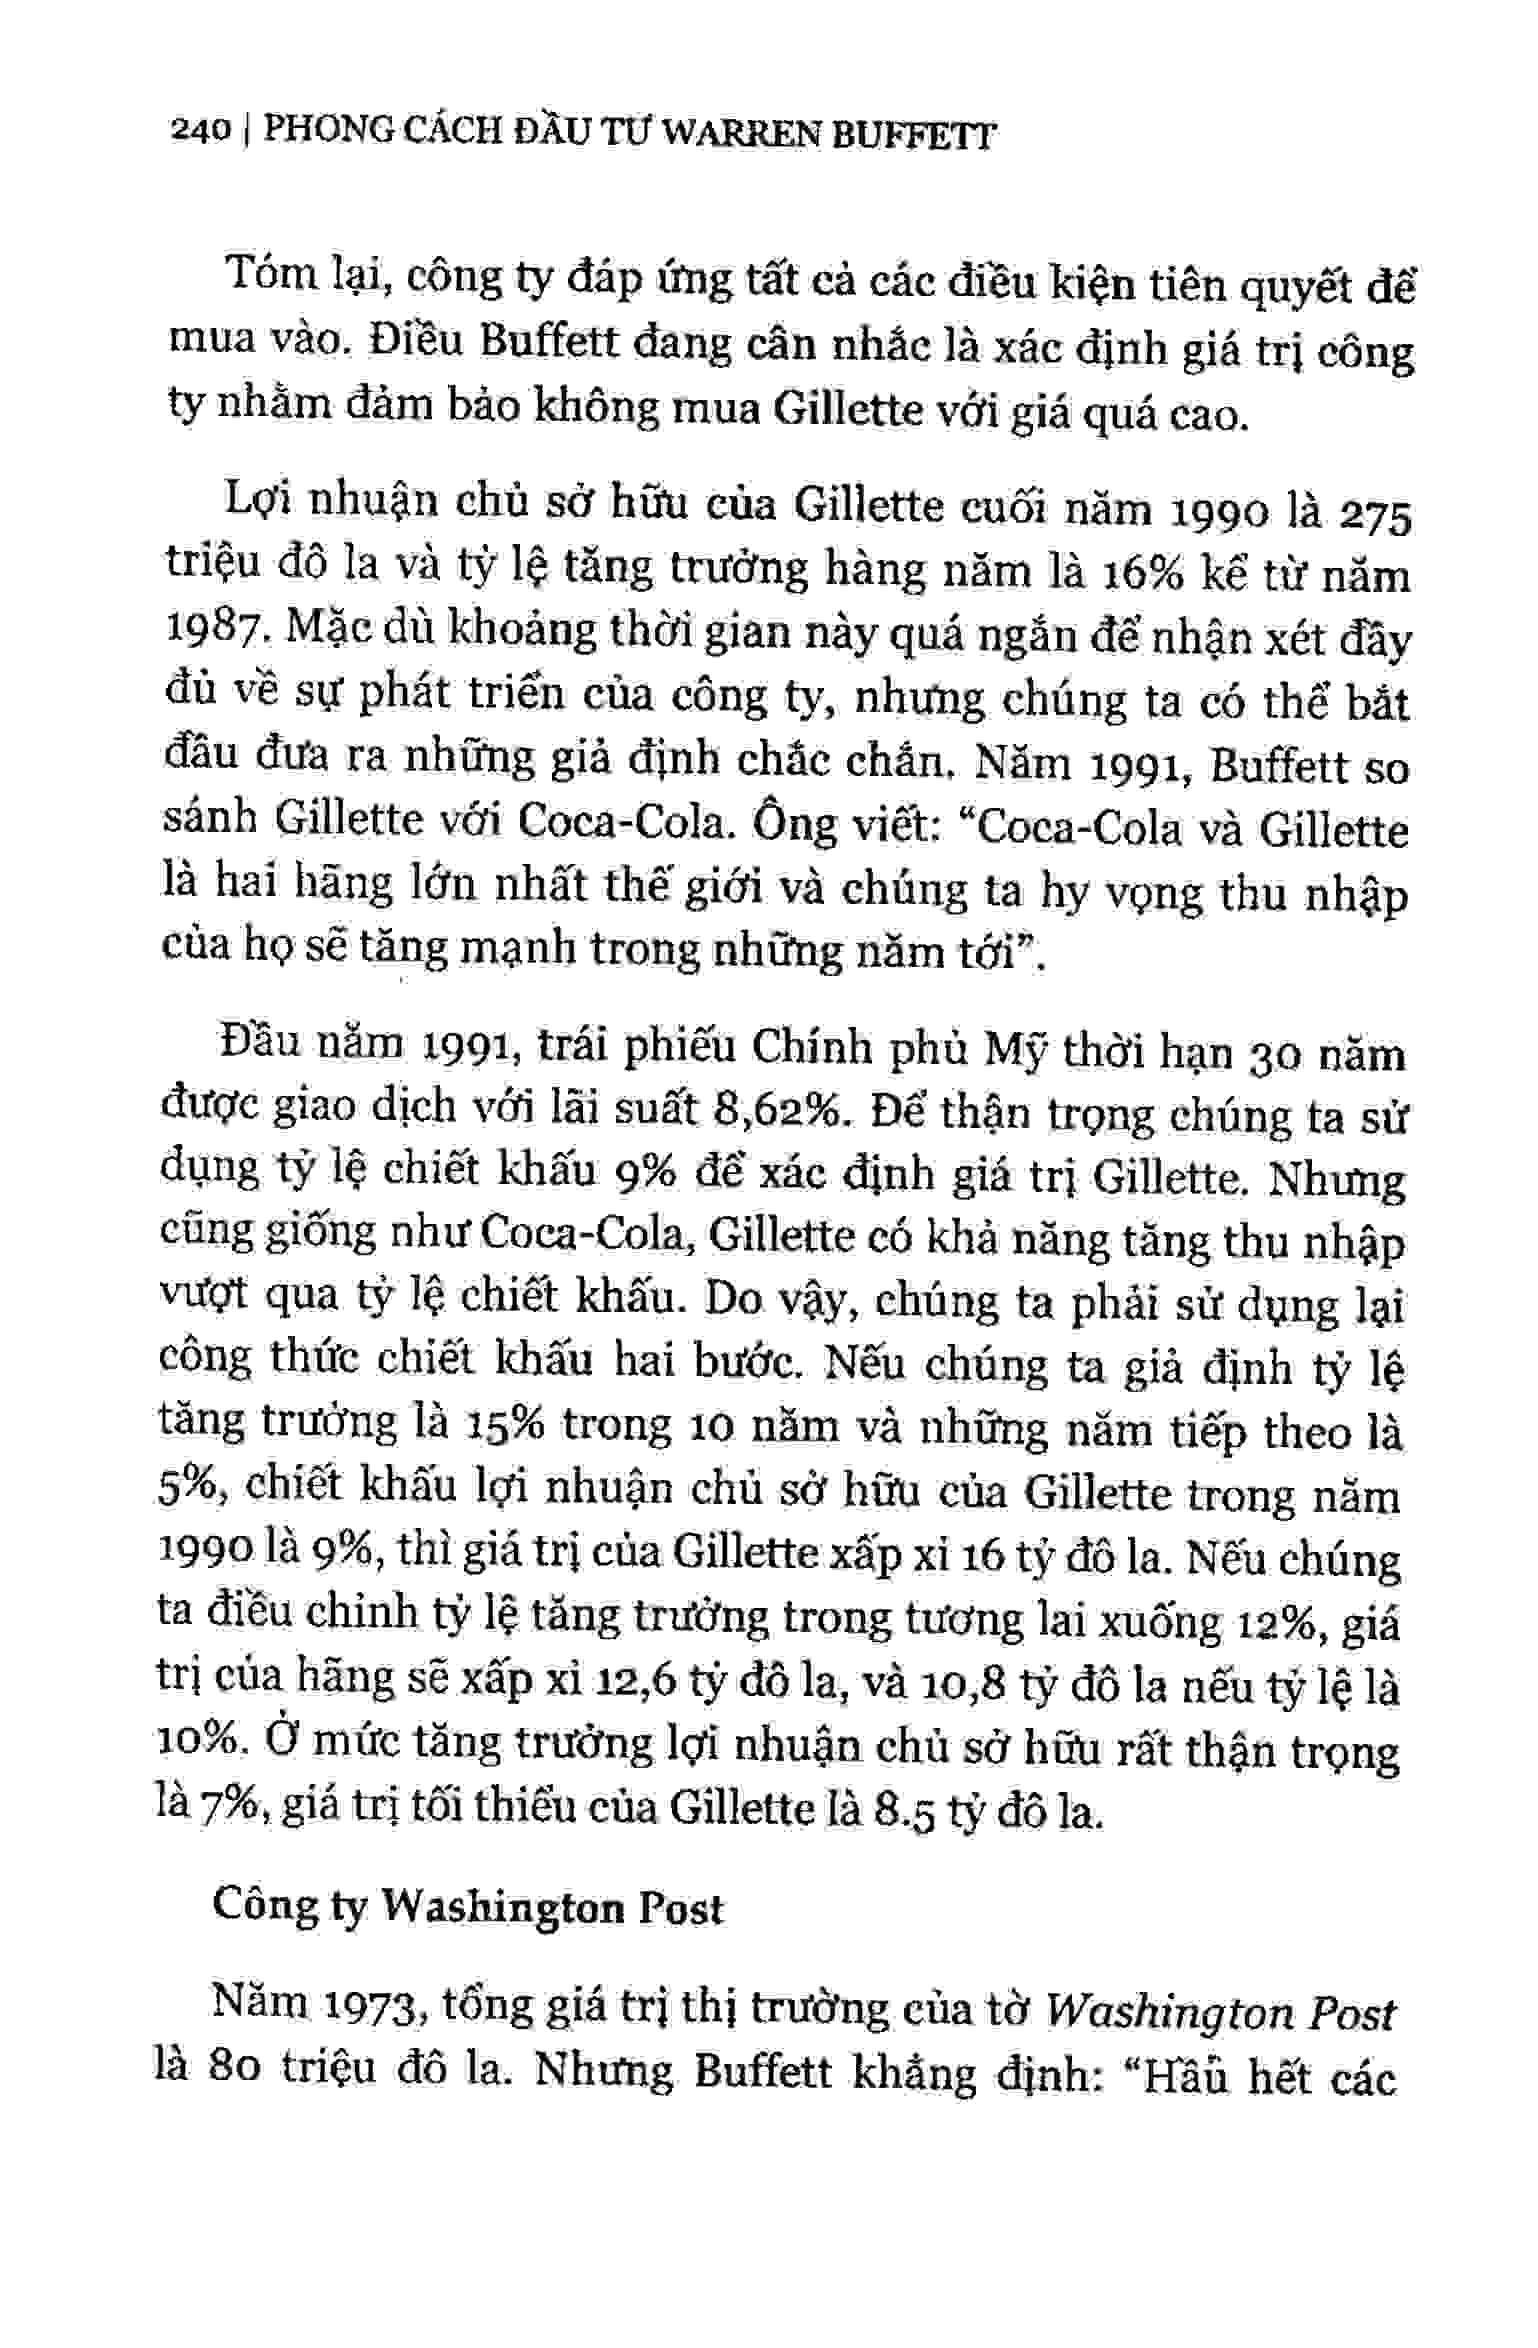 240 | PHONG CÁCH ĐẦU TƯ WARREN BUFFETT
Tóm lại, công ty đáp ứng tất cả các điều kiện tiên quyết để
mua vào. Điều Buffett đang cân nhắc là xác định giá trị công
ty nhằm đảm bảo không mua Gillette với giá quá cao.
Lợi nhuận chủ sở hữu của Gillette cuối năm 1990 là 275
triệu đô la và tỷ lệ tăng trưởng hàng năm là 16% kể từ năm
1987. Mặc dù khoảng thời gian này quá ngắn để nhận xét đầy
đủ về sự phát triển của công ty, nhưng chúng ta có thể bắt
đầu đưa ra những giả định chắc chắn. Năm 1991, Buffett so
sánh Gillette với Coca-Cola. Ông viết: “Coca-Cola và Gillette
là hai hãng lớn nhất thế giới và chúng ta hy vọng thu nhập
của họ sẽ tăng mạnh trong những năm tới”.
Đầu năm 1991, trái phiếu Chính phủ Mỹ thời hạn 30 năm
được giao dịch với lãi suất 8,62%. Để thận trọng chúng ta sử
dụng tỷ lệ chiết khấu 9% để xác định giá trị Gillette. Nhưng
cũng giống như Coca-Cola, Gillette có khả năng tăng thu nhập
vượt qua tỷ lệ chiết khấu. Do vậy, chúng ta phải sử dụng lại
công thức chiết khấu hai bước. Nếu chúng ta giả định tỷ lệ
tăng trưởng là 15% trong 10 năm và những năm tiếp theo là
5%, chiết khấu lợi nhuận chủ sở hữu của Gillette trong năm
1990 là 9%, thì giá trị của Gillette xấp xỉ 16 tỷ đô la. Nếu chúng
ta điều chỉnh tỷ lệ tăng trưởng trong tương lai xuống 12%, giá
trị của hãng sẽ xấp xỉ 12,6 tỷ đô la, và 10,8 tỷ đô la nếu tỷ lệ là
10%. Ở mức tăng trưởng lợi nhuận chủ sở hữu rất thận trọng
là 7%, giá trị tối thiểu của Gillette là 8.5 tỷ đô la.
Công ty Washington Post
Năm 1973, tổng giá trị thị trường của tờ Washington Post
là 80 triệu đô la. Nhưng Buffett khẳng định: “Hầu hết các